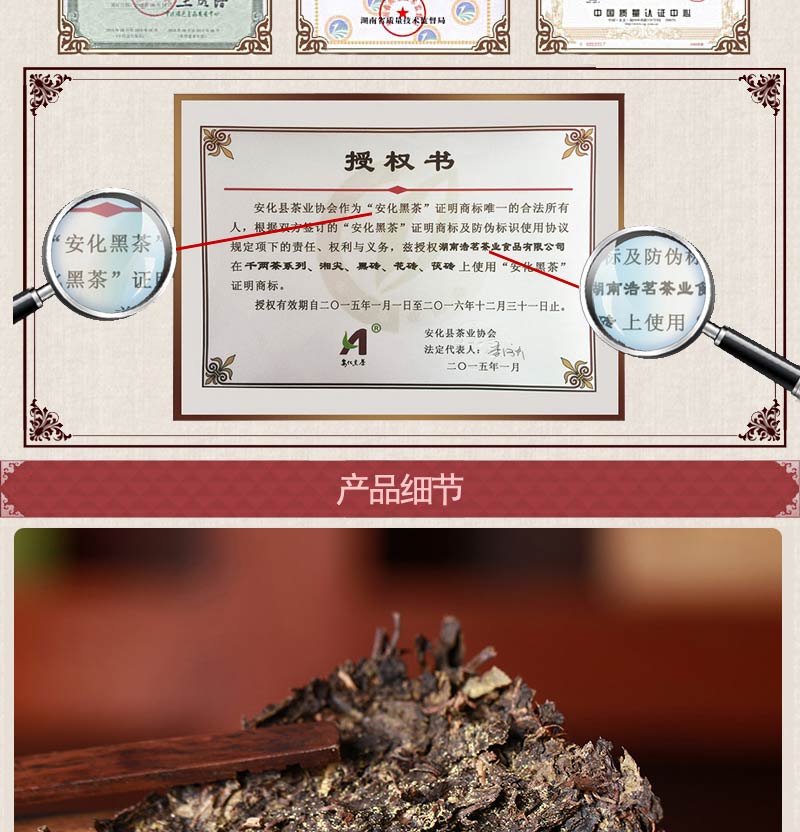 湖南省质量技术监督局
中国质量认证中心
授权书
安化县茶业协会作为“安化黑茶”证明商标唯一的合法所有
人，根据双方签订的“安化黑茶”证明商标及防伪标识使用协议
规定项下的责任、权利与义务，兹授权湖南浩茗茶业食品有限公司
在千两茶系列、湘尖、黑砖、花砖、茯砖上使用“安化黑茶”
证明商标。
授权有效期自二〇一五年一月一日至二〇一六年十二月三十一日止。
安化县茶业协会
法定代表人：
二〇一五年一月
®
安化黑茶
“安化黑茶”
黑茶”证明
标及防伪标
湖南浩茗茶业食
上使用
产品细节